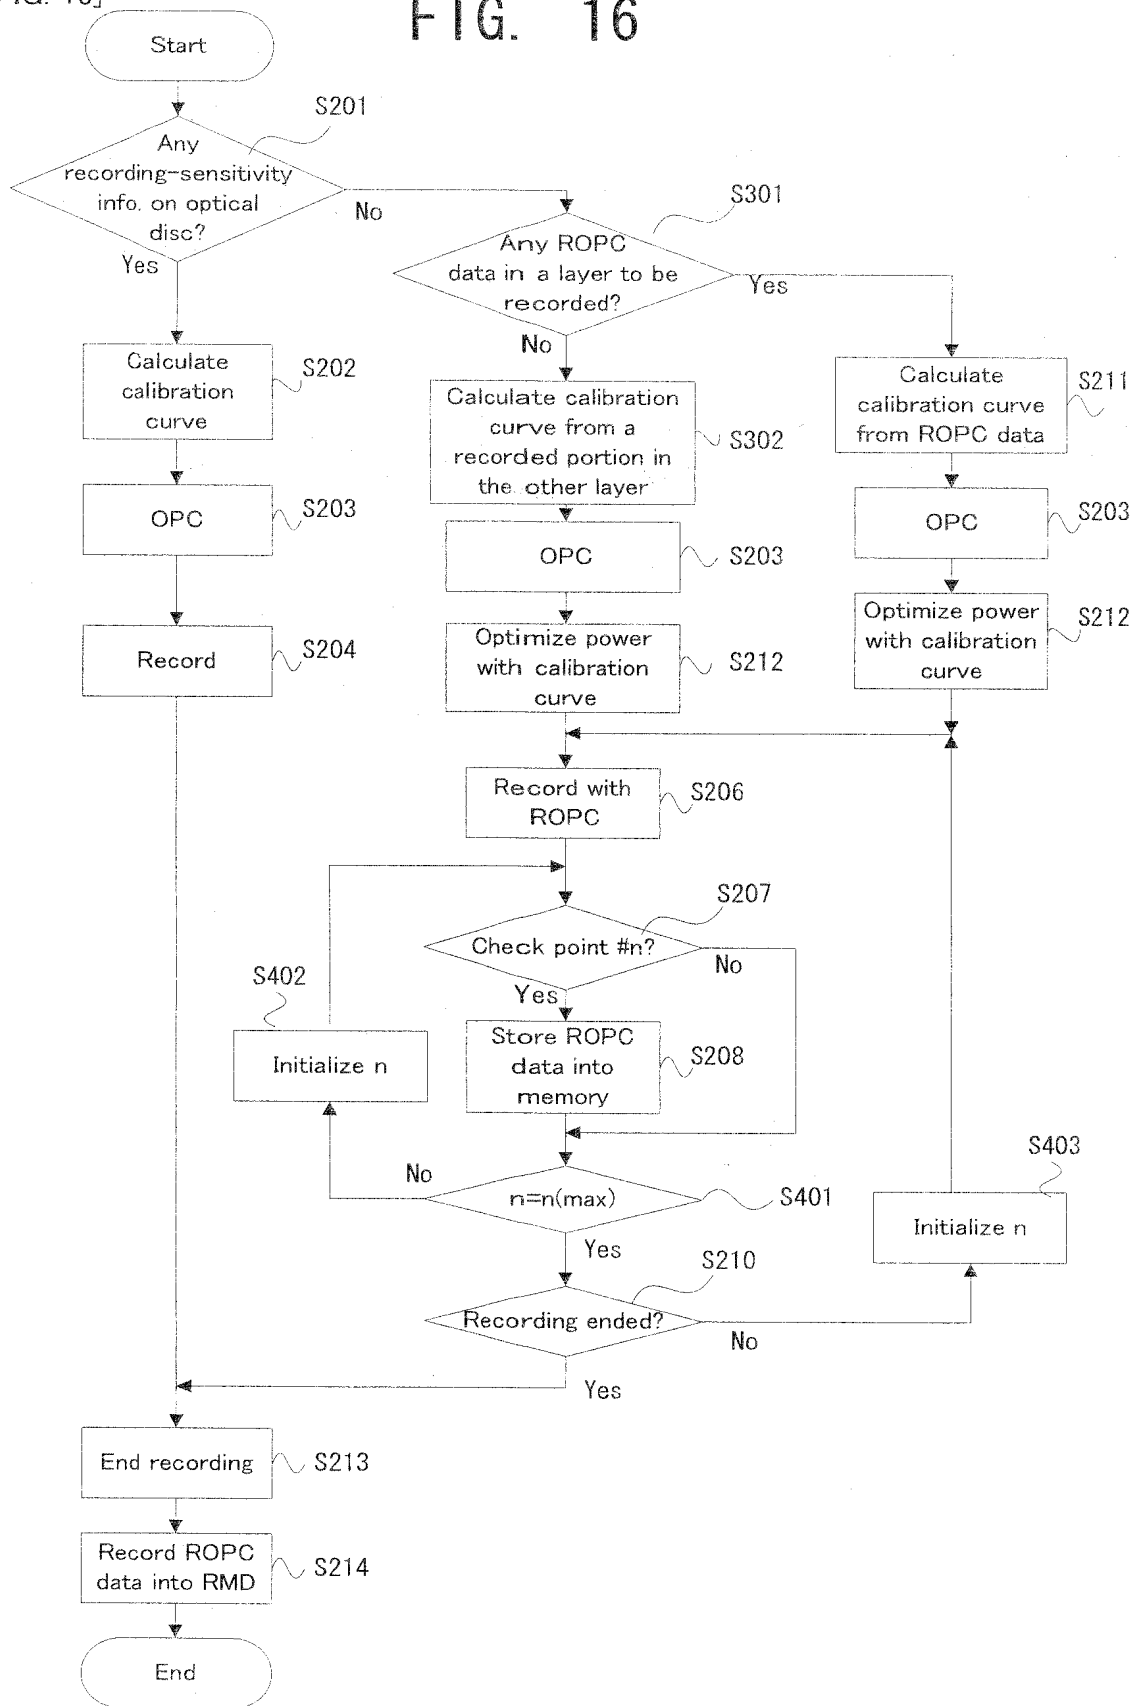 FIG. 16
Start
S201
Any
recording-sensitivity
info. on optical
disc?
No
Yes
S301
Any ROPC
data in a layer to be
recorded?
Yes
No
Calculate
calibration
curve
S202
Calculate calibration
curve from a
recorded portion in
the other layer
S302
Calculate
calibration curve
from ROPC data
S211
OPC
S203
OPC
S203
OPC
S203
Record
S204
Optimize power
with calibration
curve
S212
Optimize power
with calibration
curve
S212
Record with
ROPC
S206
S207
Check point #n?
No
Yes
S402
Initialize n
Store ROPC
data into
memory
S208
No
n=n(max)
S401
Yes
S403
Initialize n
S210
Recording ended?
No
Yes
End recording
S213
Record ROPC
data into RMD
S214
End